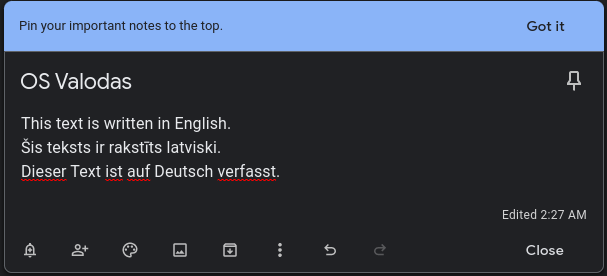 Pin your important notes to the top.
Got it
OS Valodas
This text is written in English.
Šis teksts ir rakstīts latviski.
Dieser Text ist auf Deutsch verfasst.
Edited 2:27 AM
Close